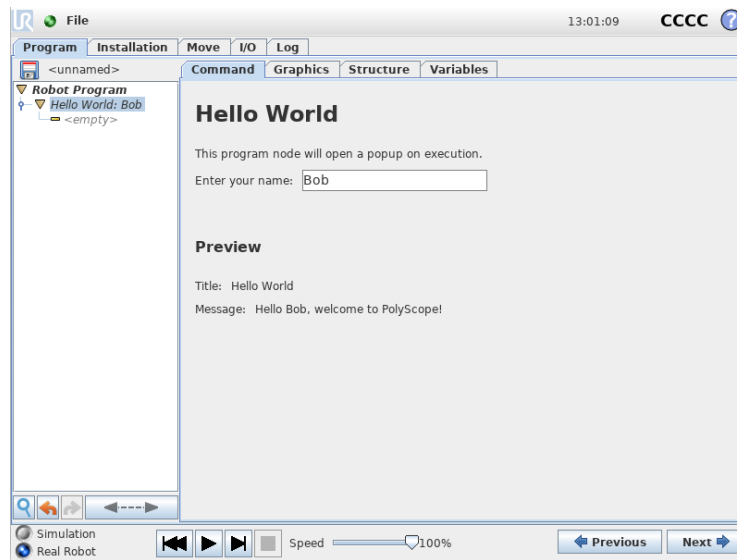 UR File 13:01:09 CCCC ?
Program Installation Move I/O Log
<unnamed> Command Graphics Structure Variables
Robot Program
Hello World: Bob
<empty>
Hello World
This program node will open a popup on execution.
Enter your name: Bob
Preview
Title: Hello World
Message: Hello Bob, welcome to PolyScope!
Simulation
Real Robot
Speed 100% Previous Next